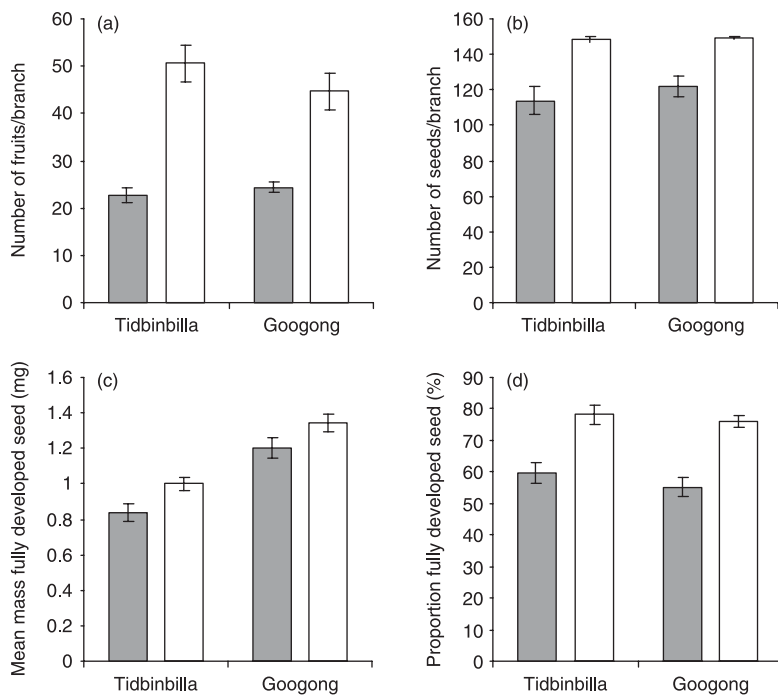 (a)
Number of fruits/branch
60
50
40
30
20
10
0
Tidbinbilla Googong
(b)
Number of seeds/branch
160
140
120
100
80
60
40
20
0
Tidbinbilla Googong
(c)
Mean mass fully developed seed (mg)
1.6
1.4
1.2
1
0.8
0.6
0.4
0.2
0
Tidbinbilla Googong
(d)
Proportion fully developed seed (%)
90
80
70
60
50
40
30
20
10
0
Tidbinbilla Googong